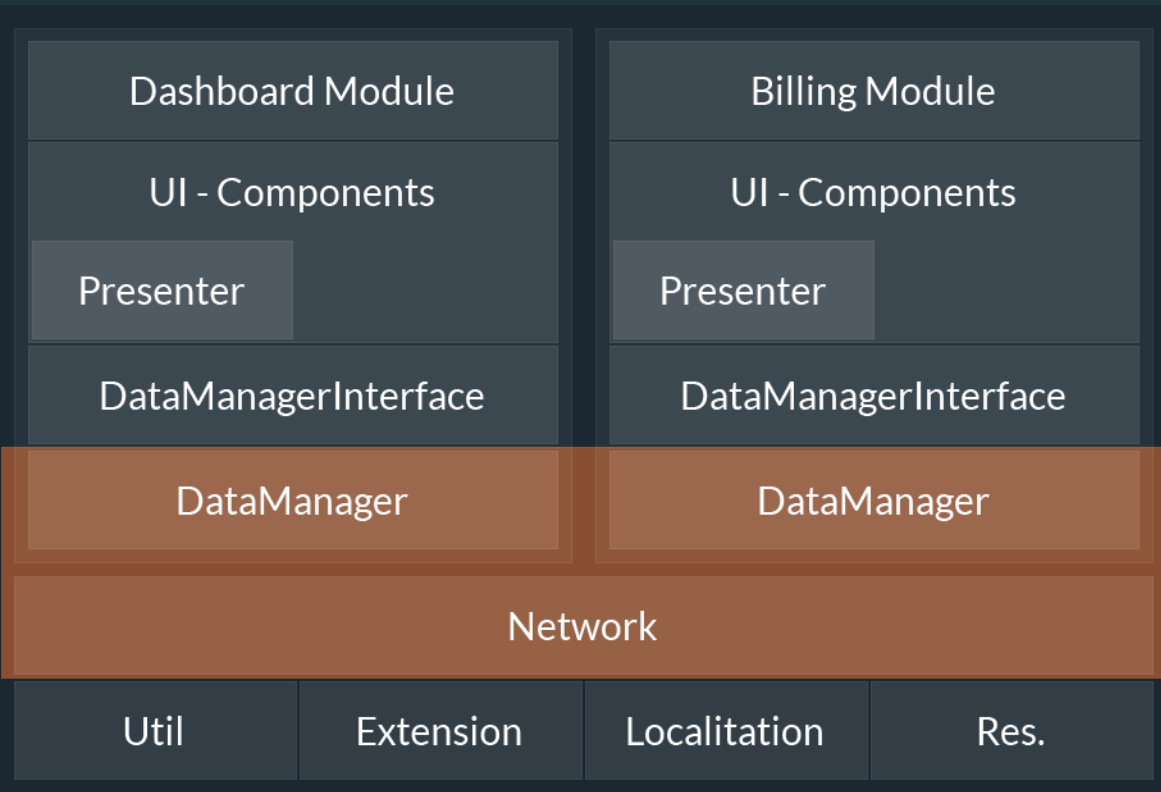 Dashboard Module
Billing Module
UI - Components
UI - Components
Presenter
Presenter
DataManagerInterface
DataManagerInterface
DataManager
DataManager
Network
Util
Extension
Localitation
Res.